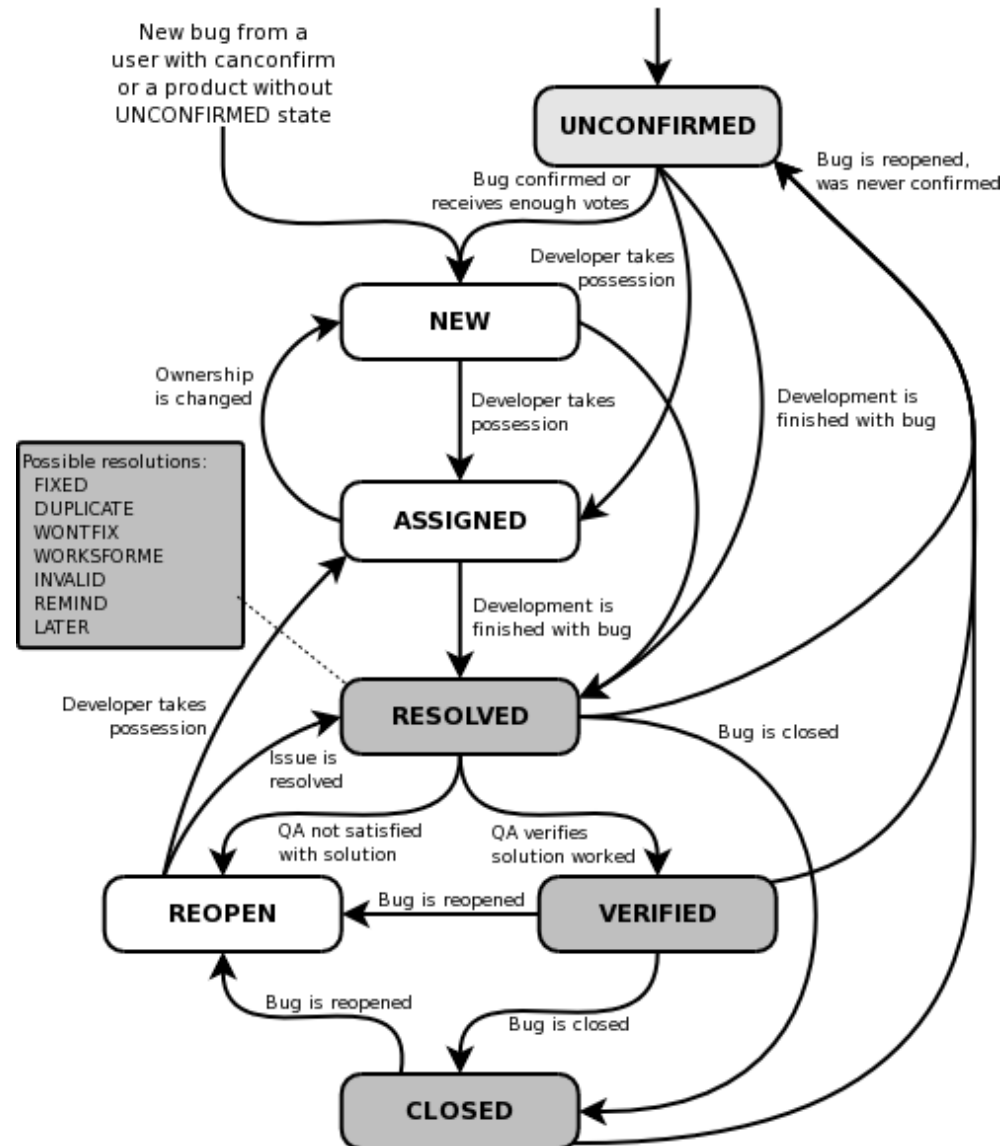 New bug from a
user with canconfirm
or a product without
UNCONFIRMED state
UNCONFIRMED
Bug is reopened,
was never confirmed
Bug confirmed or
receives enough votes
Developer takes
possession
NEW
Ownership
is changed
Developer takes
possession
Development is
finished with bug
Possible resolutions:
FIXED
DUPLICATE
WONTFIX
WORKSFORME
INVALID
REMIND
LATER
ASSIGNED
Development is
finished with bug
Developer takes
possession
RESOLVED
Bug is closed
Issue is
resolved
QA not satisfied
with solution
QA verifies
solution worked
REOPEN
Bug is reopened
VERIFIED
Bug is reopened
Bug is closed
CLOSED